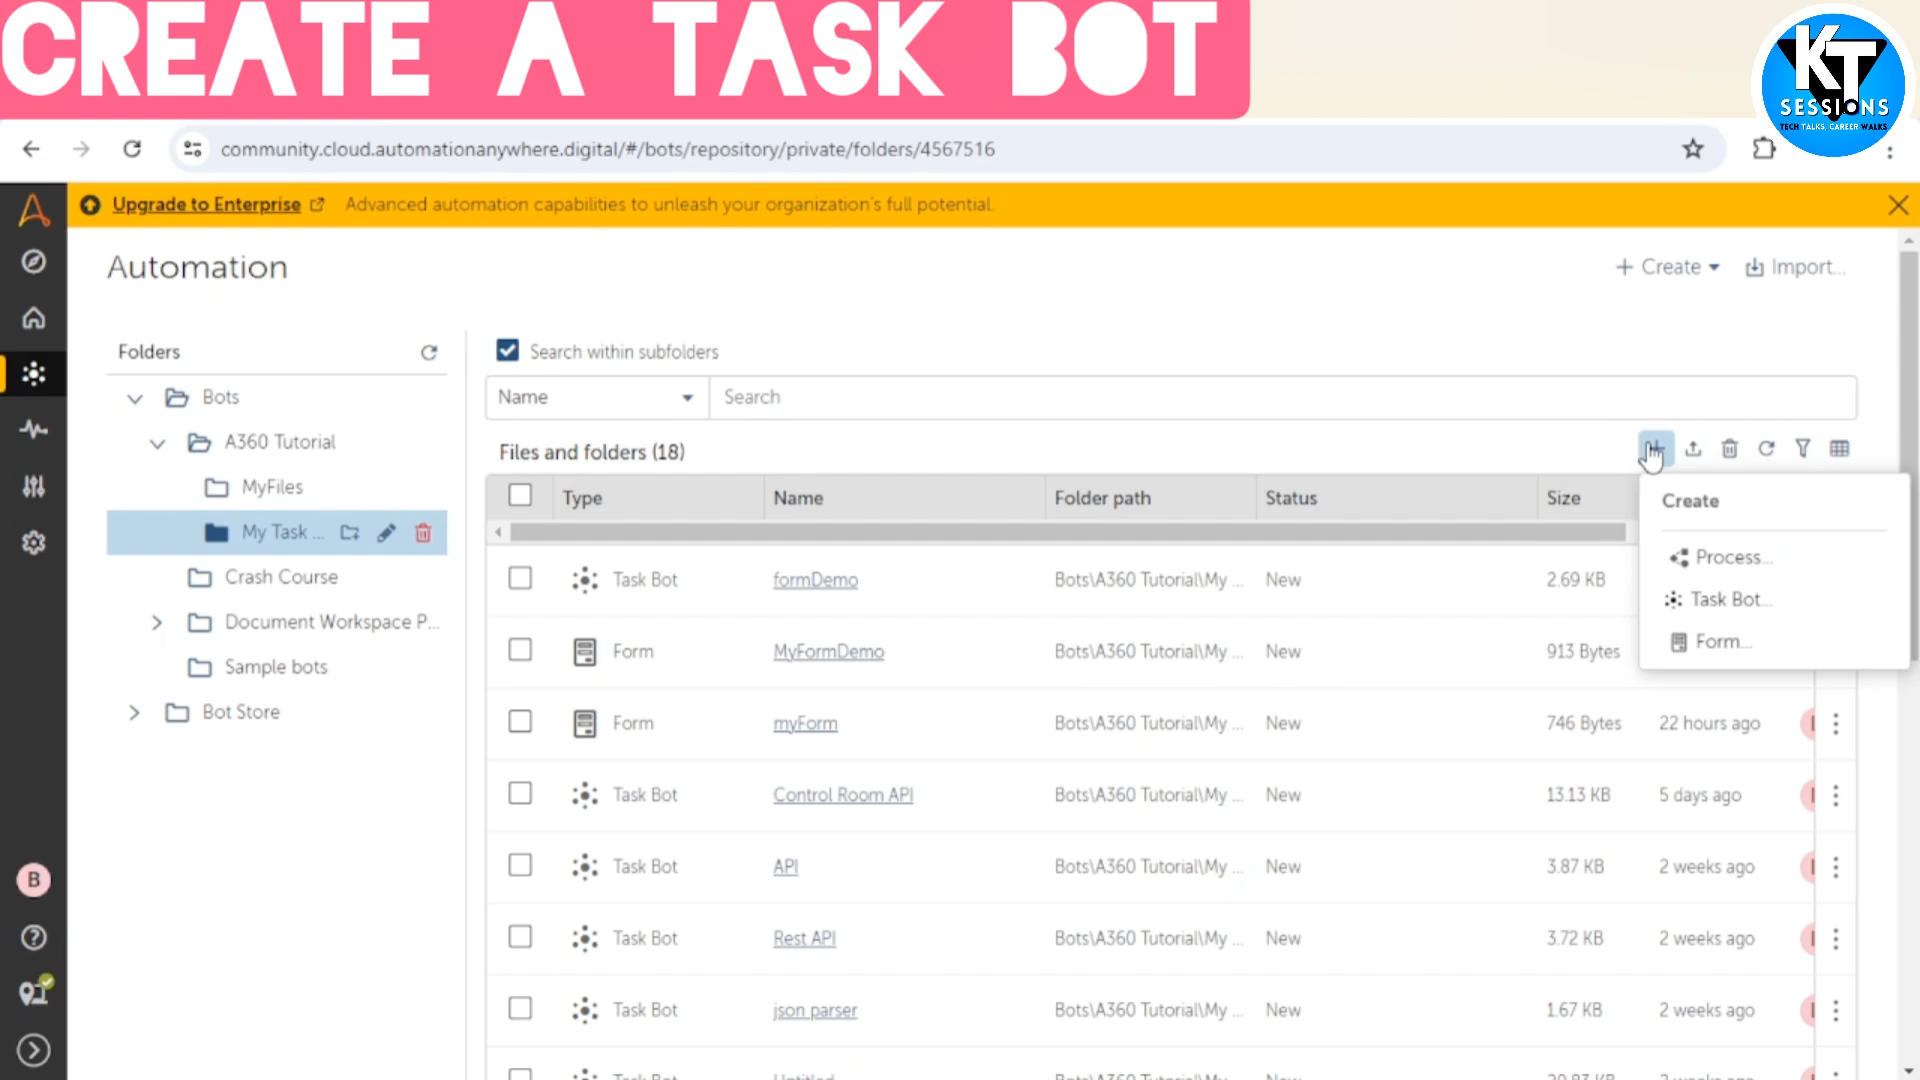 CREATE A TASK BOT
KT
SESSIONS
TECH TALKS, CAREER WALKS
community.cloud.automationanywhere.digital/#/bots/repository/private/folders/4567516
Upgrade to Enterprise Advanced automation capabilities to unleash your organization's full potential.
Automation
Create Import...
Folders
Bots
A360 Tutorial
MyFiles
My Task ...
Crash Course
Document Workspace P...
Sample bots
Bot Store
B
Search within subfolders
Name Search
Files and folders (18)
Type Name Folder path Status Size
Create
Process...
Task Bot...
Form...
Task Bot formDemo Bots\A360 Tutorial\My ... New 2.69 KB
Form MyFormDemo Bots\A360 Tutorial\My ... New 913 Bytes
Form myForm Bots\A360 Tutorial\My ... New 746 Bytes 22 hours ago
Task Bot Control Room API Bots\A360 Tutorial\My ... New 13.13 KB 5 days ago
Task Bot API Bots\A360 Tutorial\My ... New 3.87 KB 2 weeks ago
Task Bot Rest API Bots\A360 Tutorial\My ... New 3.72 KB 2 weeks ago
Task Bot json parser Bots\A360 Tutorial\My ... New 1.67 KB 2 weeks ago